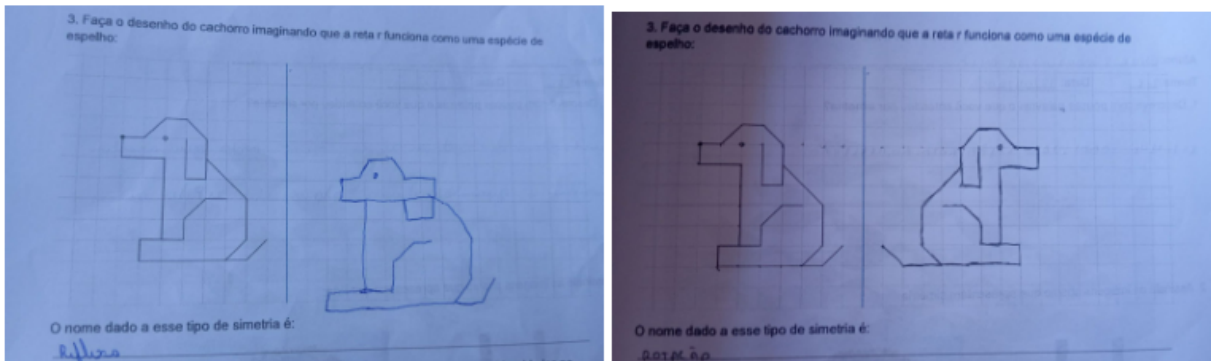 3. Faça o desenho do cachorro imaginando que a reta r funciona como uma espécie de
espelho:
O nome dado a esse tipo de simetria é:
3. Faça o desenho do cachorro imaginando que a reta r funciona como uma espécie de
espelho:
O nome dado a esse tipo de simetria é: